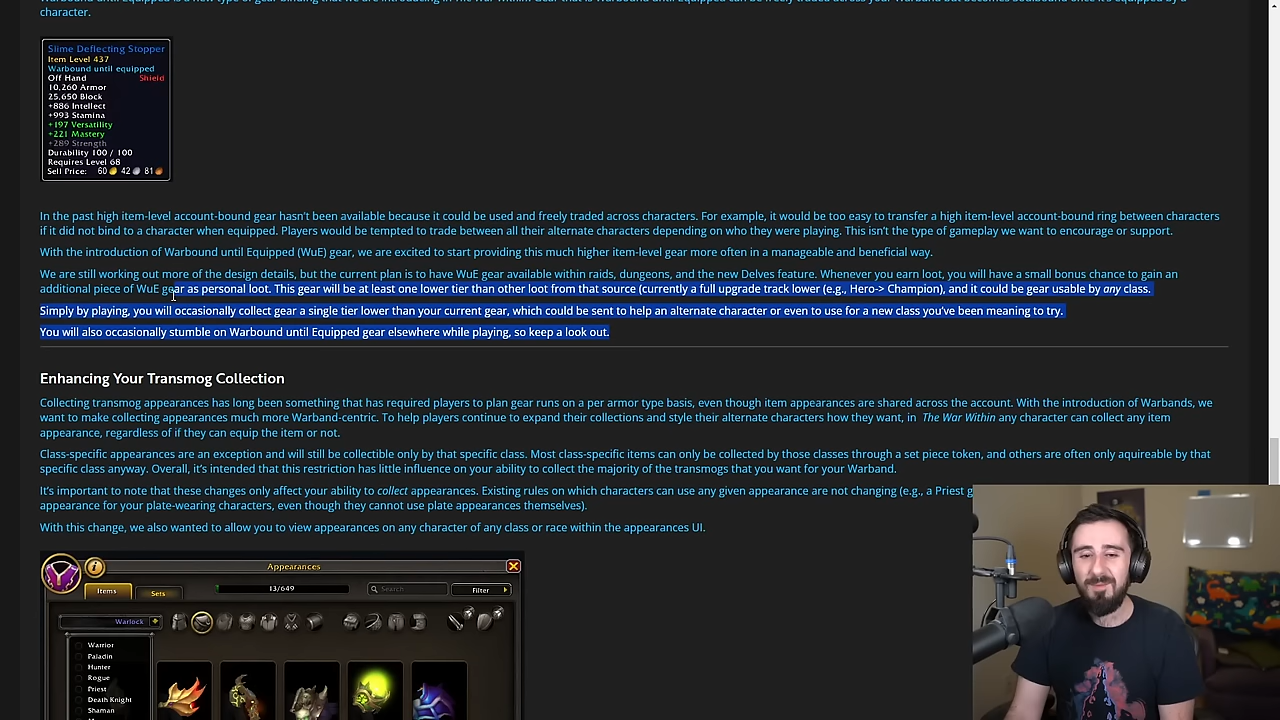 character.
Slime Deflecting Stopper
Item Level 437
Warbound until equipped
Off Hand Shield
10,260 Armor
25,650 Block
+886 Intellect
+993 Stamina
+197 Versatility
+221 Mastery
+289 Strength
Durability 100 / 100
Requires Level 68
Sell Price: 60 42 81
In the past high item-level account-bound gear hasn't been available because it could be used and freely traded across characters. For example, it would be too easy to transfer a high item-level account-bound ring between characters
if it did not bind to a character when equipped. Players would be tempted to trade between all their alternate characters depending on who they were playing. This isn't the type of gameplay we want to encourage or support.
With the introduction of Warbound until Equipped (WuE) gear, we are excited to start providing this much higher item-level gear more often in a manageable and beneficial way.
We are still working out more of the design details, but the current plan is to have WuE gear available within raids, dungeons, and the new Delves feature. Whenever you earn loot, you will have a small bonus chance to gain an
additional piece of WuE gear as personal loot. This gear will be at least one lower tier than other loot from that source (currently a full upgrade track lower (e.g., Hero-> Champion), and it could be gear usable by any class.
Simply by playing, you will occasionally collect gear a single tier lower than your current gear, which could be sent to help an alternate character or even to use for a new class you've been meaning to try.
You will also occasionally stumble on Warbound until Equipped gear elsewhere while playing, so keep a look out.
Enhancing Your Transmog Collection
Collecting transmog appearances has long been something that has required players to plan gear runs on a per armor type basis, even though item appearances are shared across the account. With the introduction of Warbands, we
want to make collecting appearances much more Warband-centric. To help players continue to expand their collections and style their alternate characters how they want, in The War Within any character can collect any item
appearance, regardless of if they can equip the item or not.
Class-specific appearances are an exception and will still be collectible only by that specific class. Most class-specific items can only be collected by those classes through a set piece token, and others are often only aquireable by that
specific class anyway. Overall, it's intended that this restriction has little influence on your ability to collect the majority of the transmogs that you want for your Warband.
It's important to note that these changes only affect your ability to collect appearances. Existing rules on which characters can use any given appearance are not changing (e.g., a Priest
appearance for your plate-wearing characters, even though they cannot use plate appearances themselves).
With this change, we also wanted to allow you to view appearances on any character of any class or race within the appearances UI.
Appearances
Items Sets 13/649 Search Filter
Warlock
Warrior
Paladin
Hunter
Rogue
Priest
Death Knight
Shaman